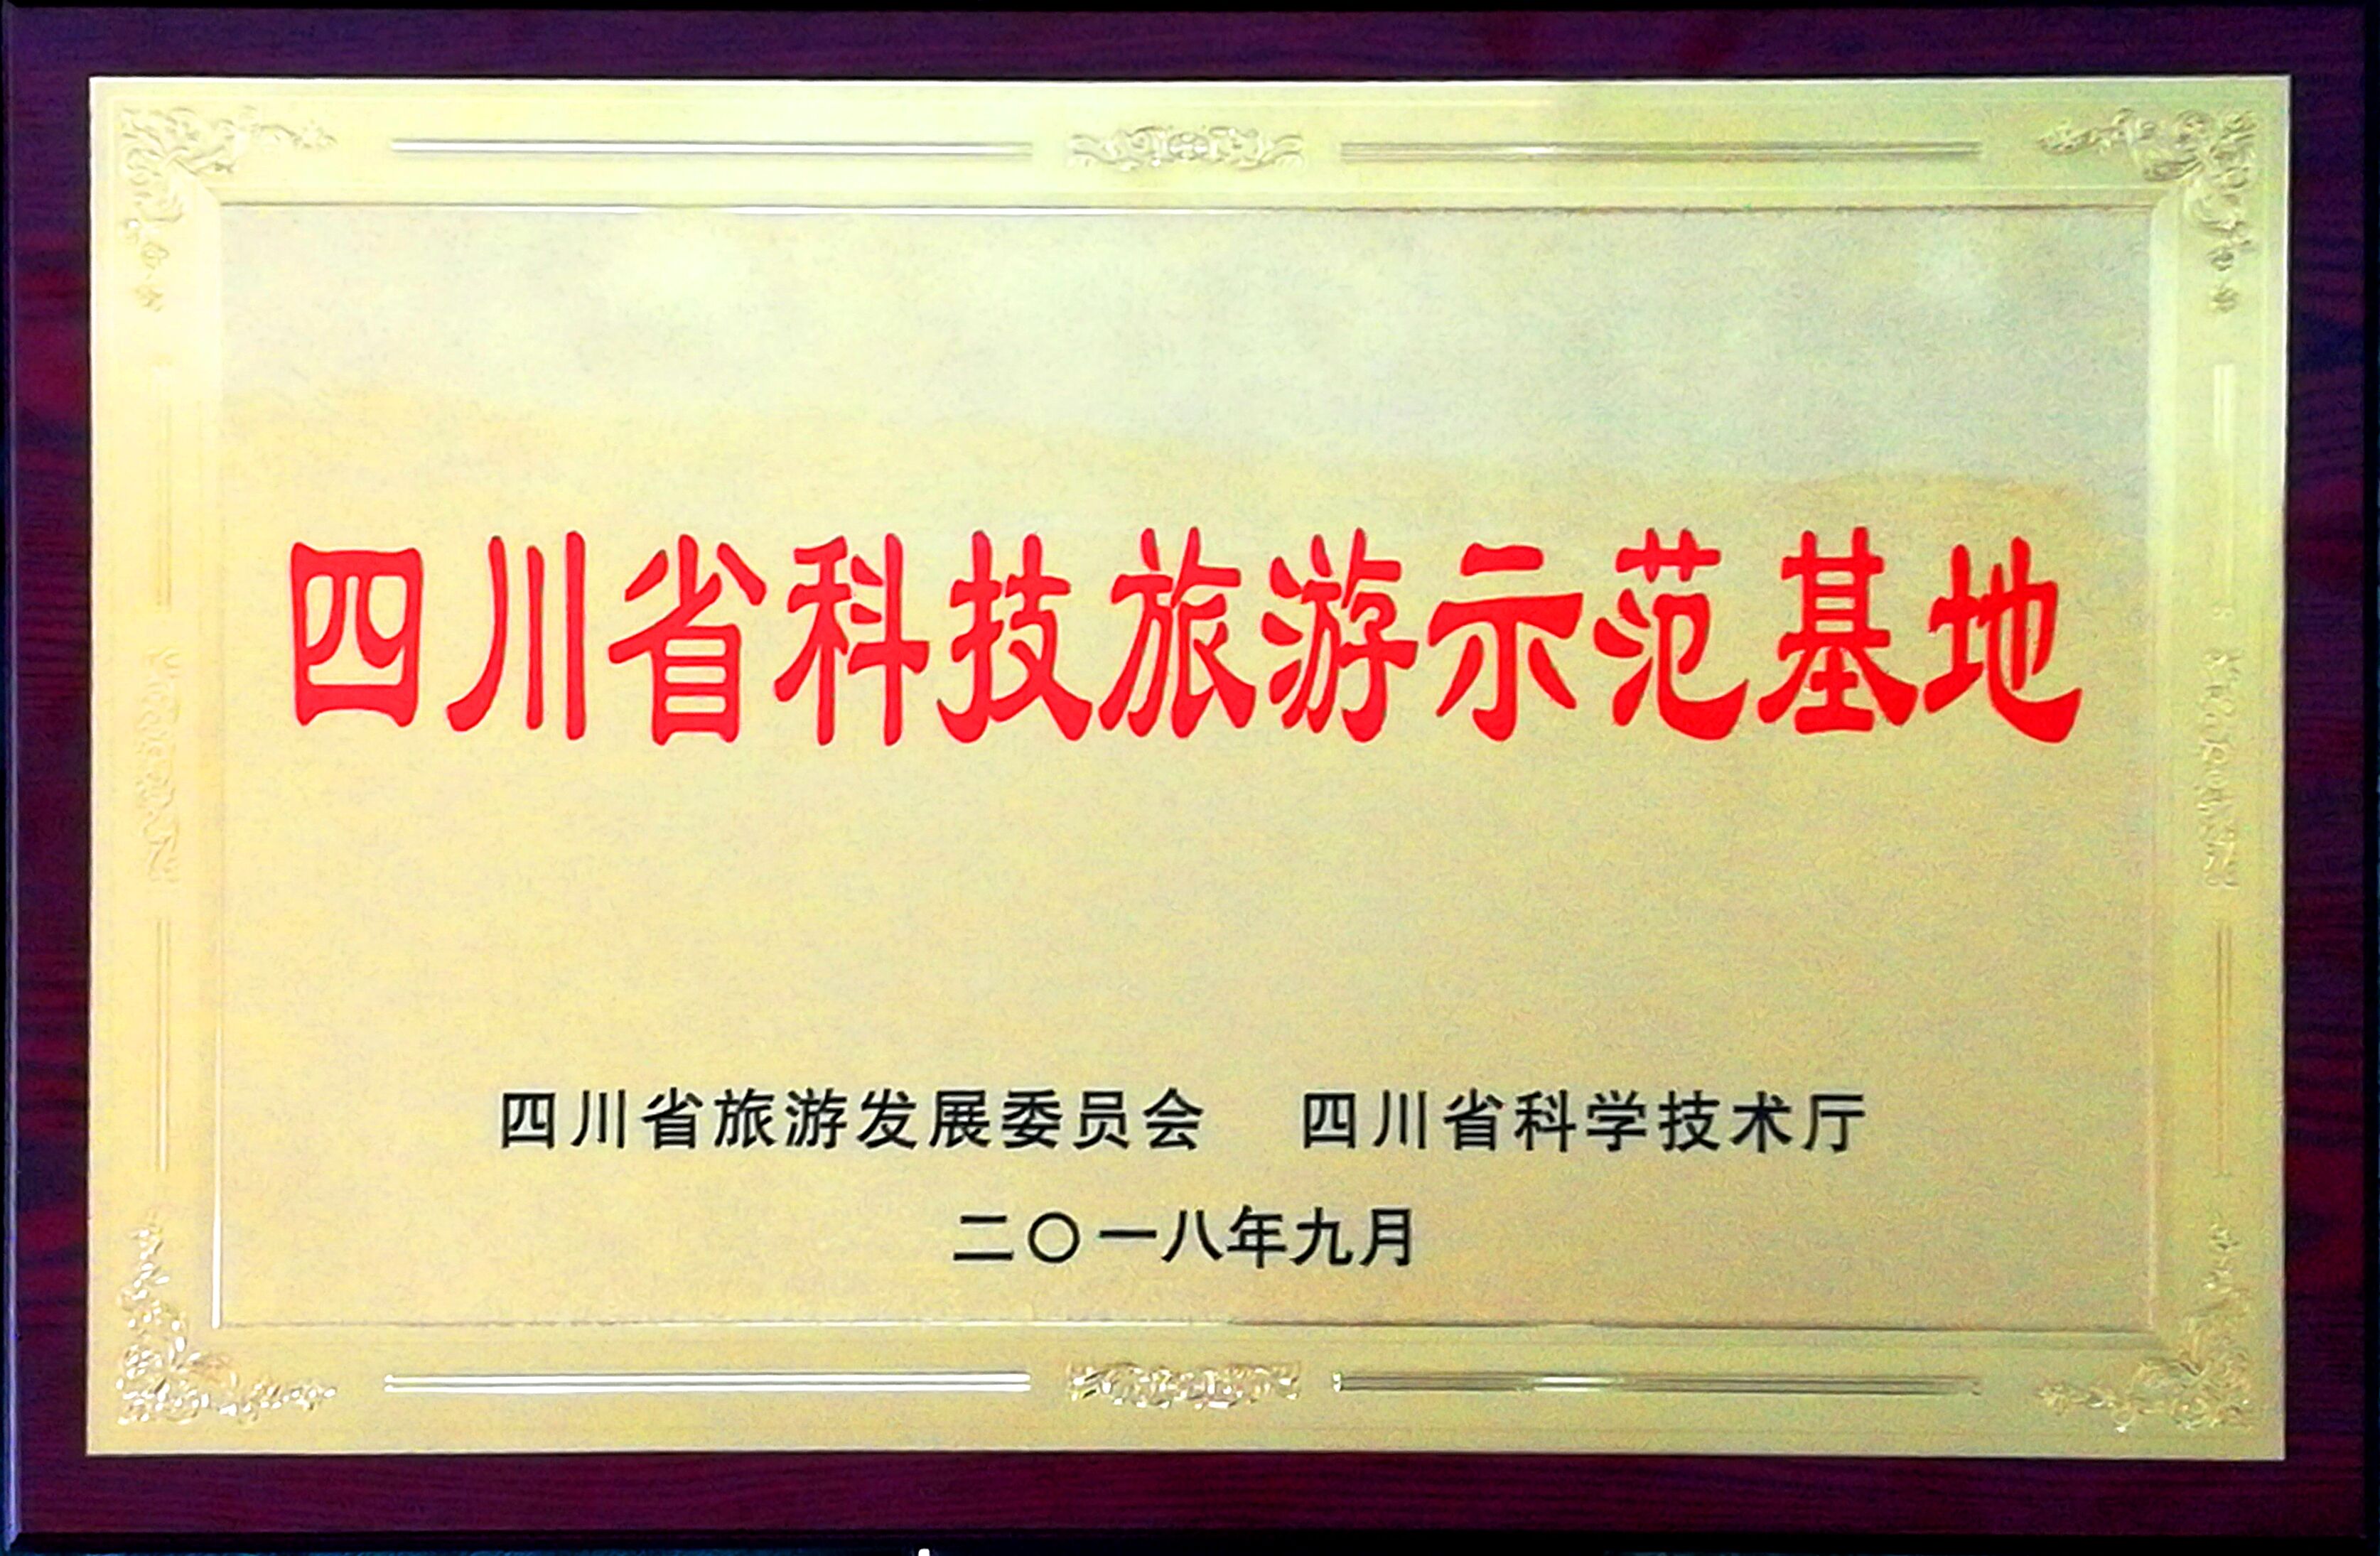 四川省科技旅游示范基地
四川省旅游发展委员会 四川省科学技术厅
二〇一八年九月